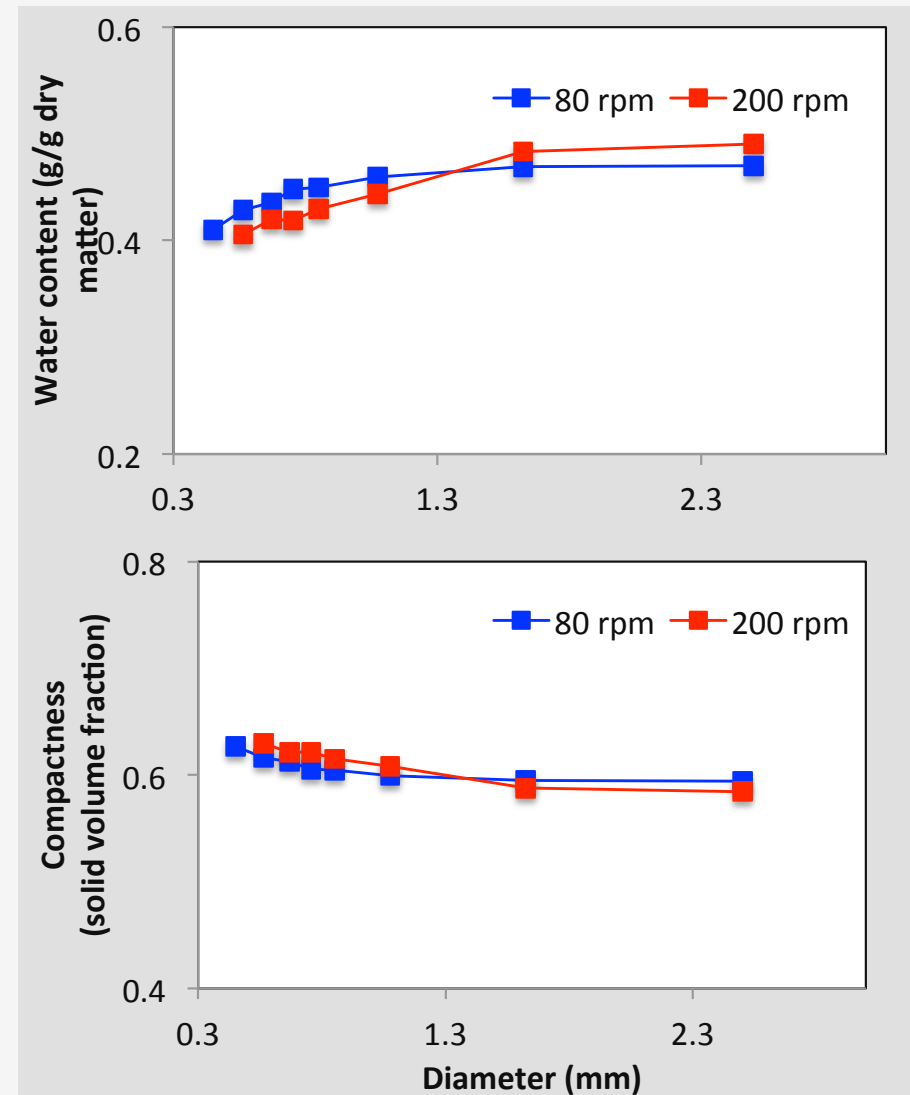 0.6
80 rpm 200 rpm
Water content (g/g dry
matter)
0.4
0.2
0.3 1.3 2.3
0.8
80 rpm 200 rpm
Compactness
(solid volume fraction)
0.6
0.4
0.3 1.3 2.3
Diameter (mm)